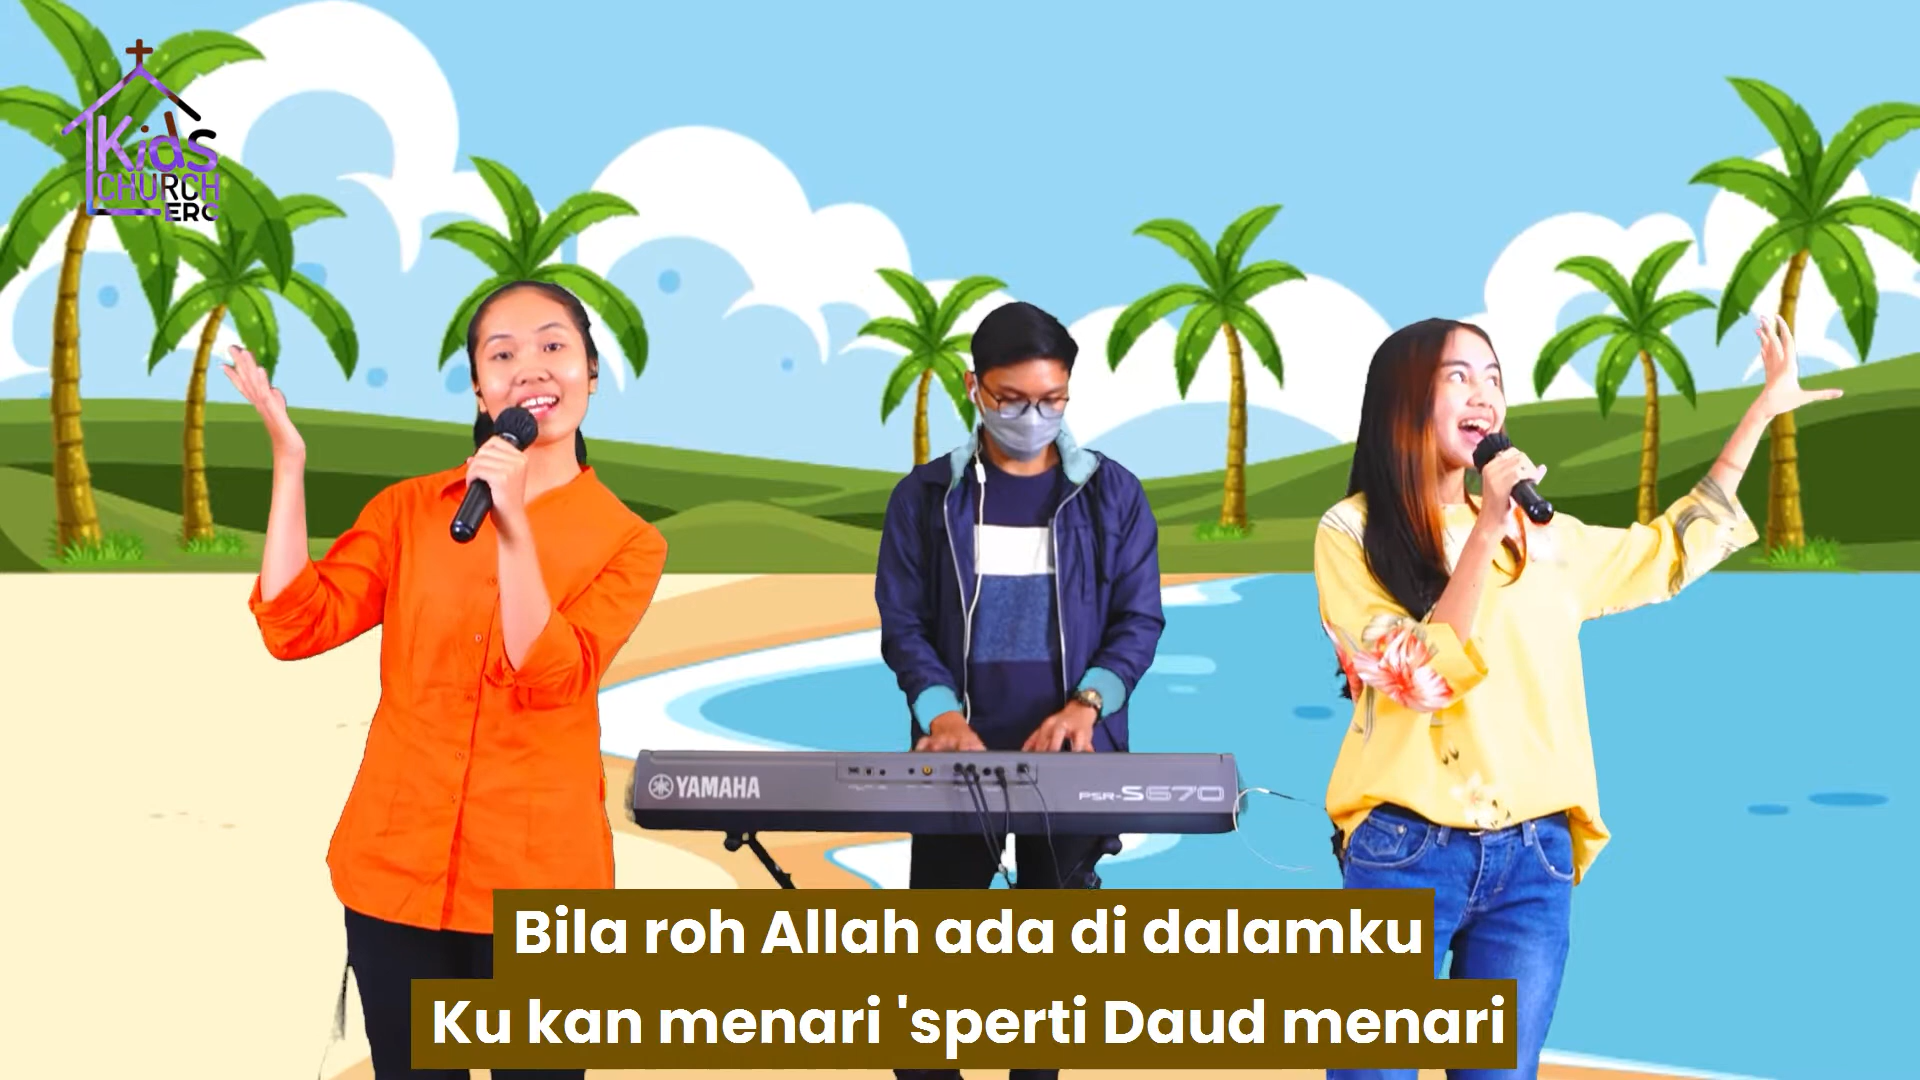 Kids
CHURCH
ERC
YAMAHA
PSR-S670
Bila roh Allah ada di dalamku
Ku kan menari 'sperti Daud menari